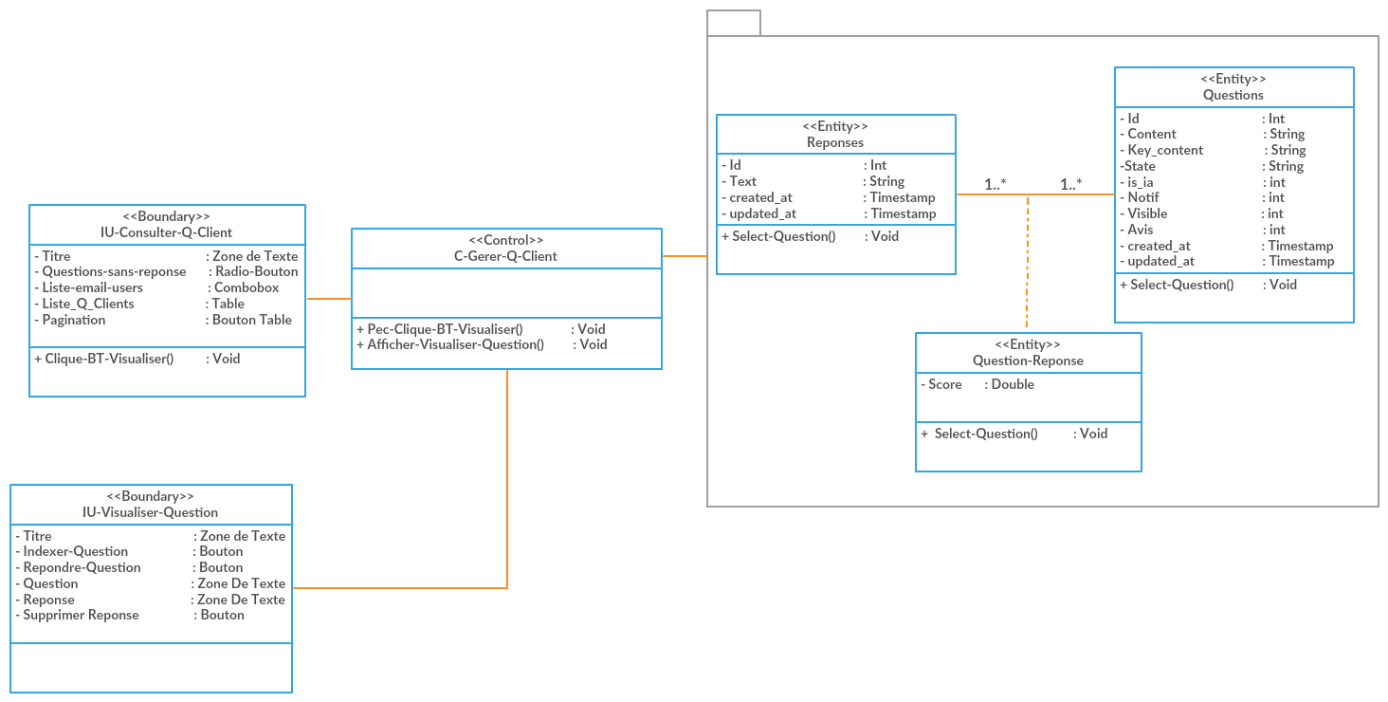 <<Boundary>>
IU-Consulter-Q-Client
- Titre : Zone de Texte
- Questions-sans-reponse : Radio-Bouton
- Liste-email-users : Combobox
- Liste_Q_Clients : Table
- Pagination : Bouton Table
+ Clique-BT-Visualiser() : Void
<<Control>>
C-Gerer-Q-Client
+ Pec-Clique-BT-Visualiser() : Void
+ Afficher-Visualiser-Question() : Void
<<Entity>>
Reponses
- Id : Int
- Text : String
- created_at : Timestamp
- updated_at : Timestamp
+ Select-Question() : Void
1..* 1..*
<<Entity>>
Questions
- Id : Int
- Content : String
- Key_content : String
-State : String
- is_ia : int
- Notif : int
- Visible : int
- Avis : int
- created_at : Timestamp
- updated_at : Timestamp
+ Select-Question() : Void
<<Entity>>
Question-Reponse
- Score : Double
+ Select-Question() : Void
<<Boundary>>
IU-Visualiser-Question
- Titre : Zone de Texte
- Indexer-Question : Bouton
- Repondre-Question : Bouton
- Question : Zone De Texte
- Reponse : Zone De Texte
- Supprimer Reponse : Bouton